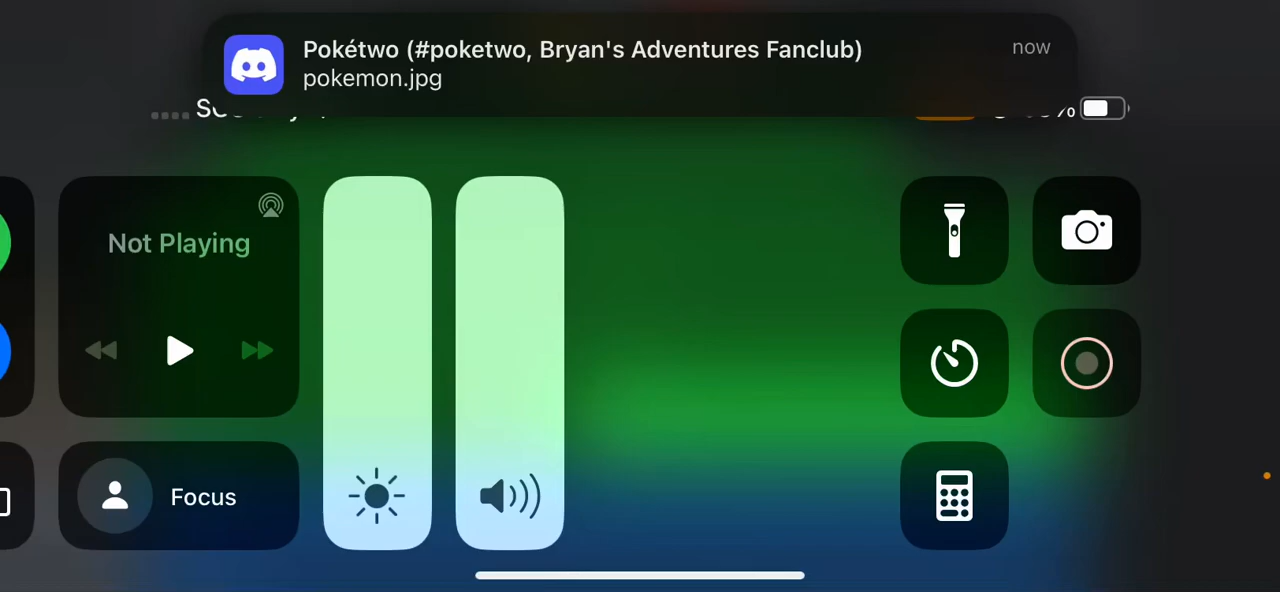 Pokétwo (#poketwo, Bryan's Adventures Fanclub)
now
pokemon.jpg
Not Playing
Focus